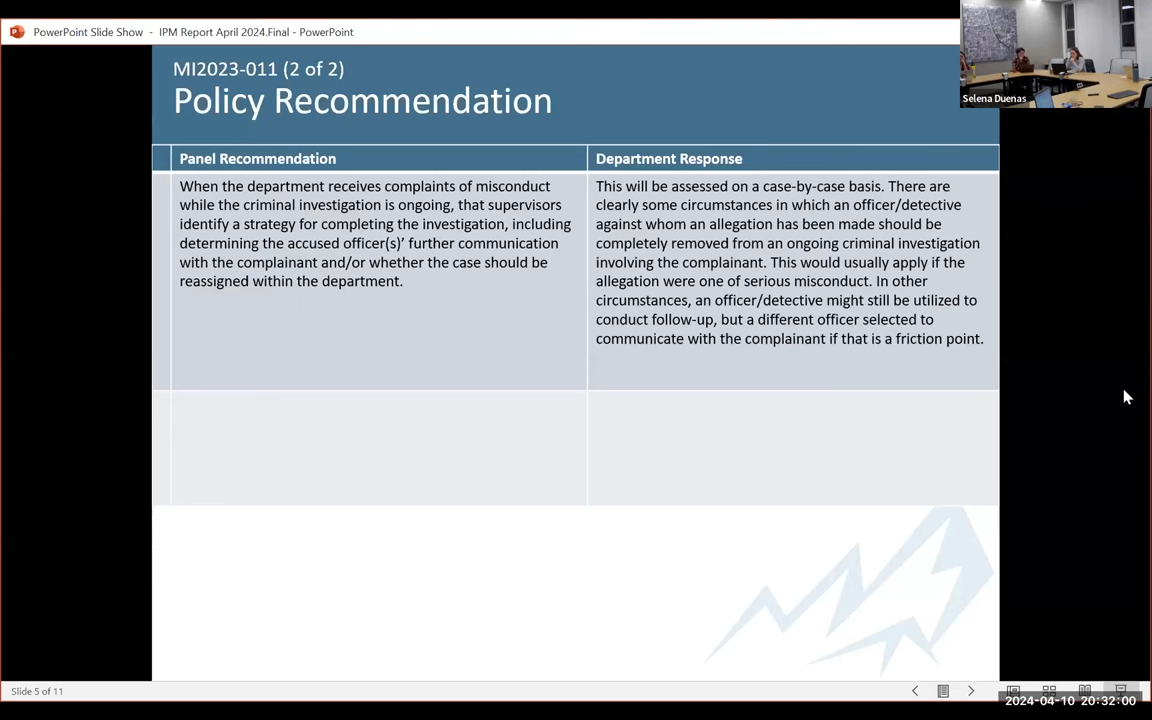 PowerPoint Slide Show - IPM Report April 2024.Final - PowerPoint
Selena Duenas
MI2023-011 (2 of 2)
Policy Recommendation
Panel Recommendation
Department Response
When the department receives complaints of misconduct
while the criminal investigation is ongoing, that supervisors
identify a strategy for completing the investigation, including
determining the accused officer(s)' further communication
with the complainant and/or whether the case should be
reassigned within the department.
This will be assessed on a case-by-case basis. There are
clearly some circumstances in which an officer/detective
against whom an allegation has been made should be
completely removed from an ongoing criminal investigation
involving the complainant. This would usually apply if the
allegation were one of serious misconduct. In other
circumstances, an officer/detective might still be utilized to
conduct follow-up, but a different officer selected to
communicate with the complainant if that is a friction point.
Slide 5 of 11
2024-04-10 20:32:00